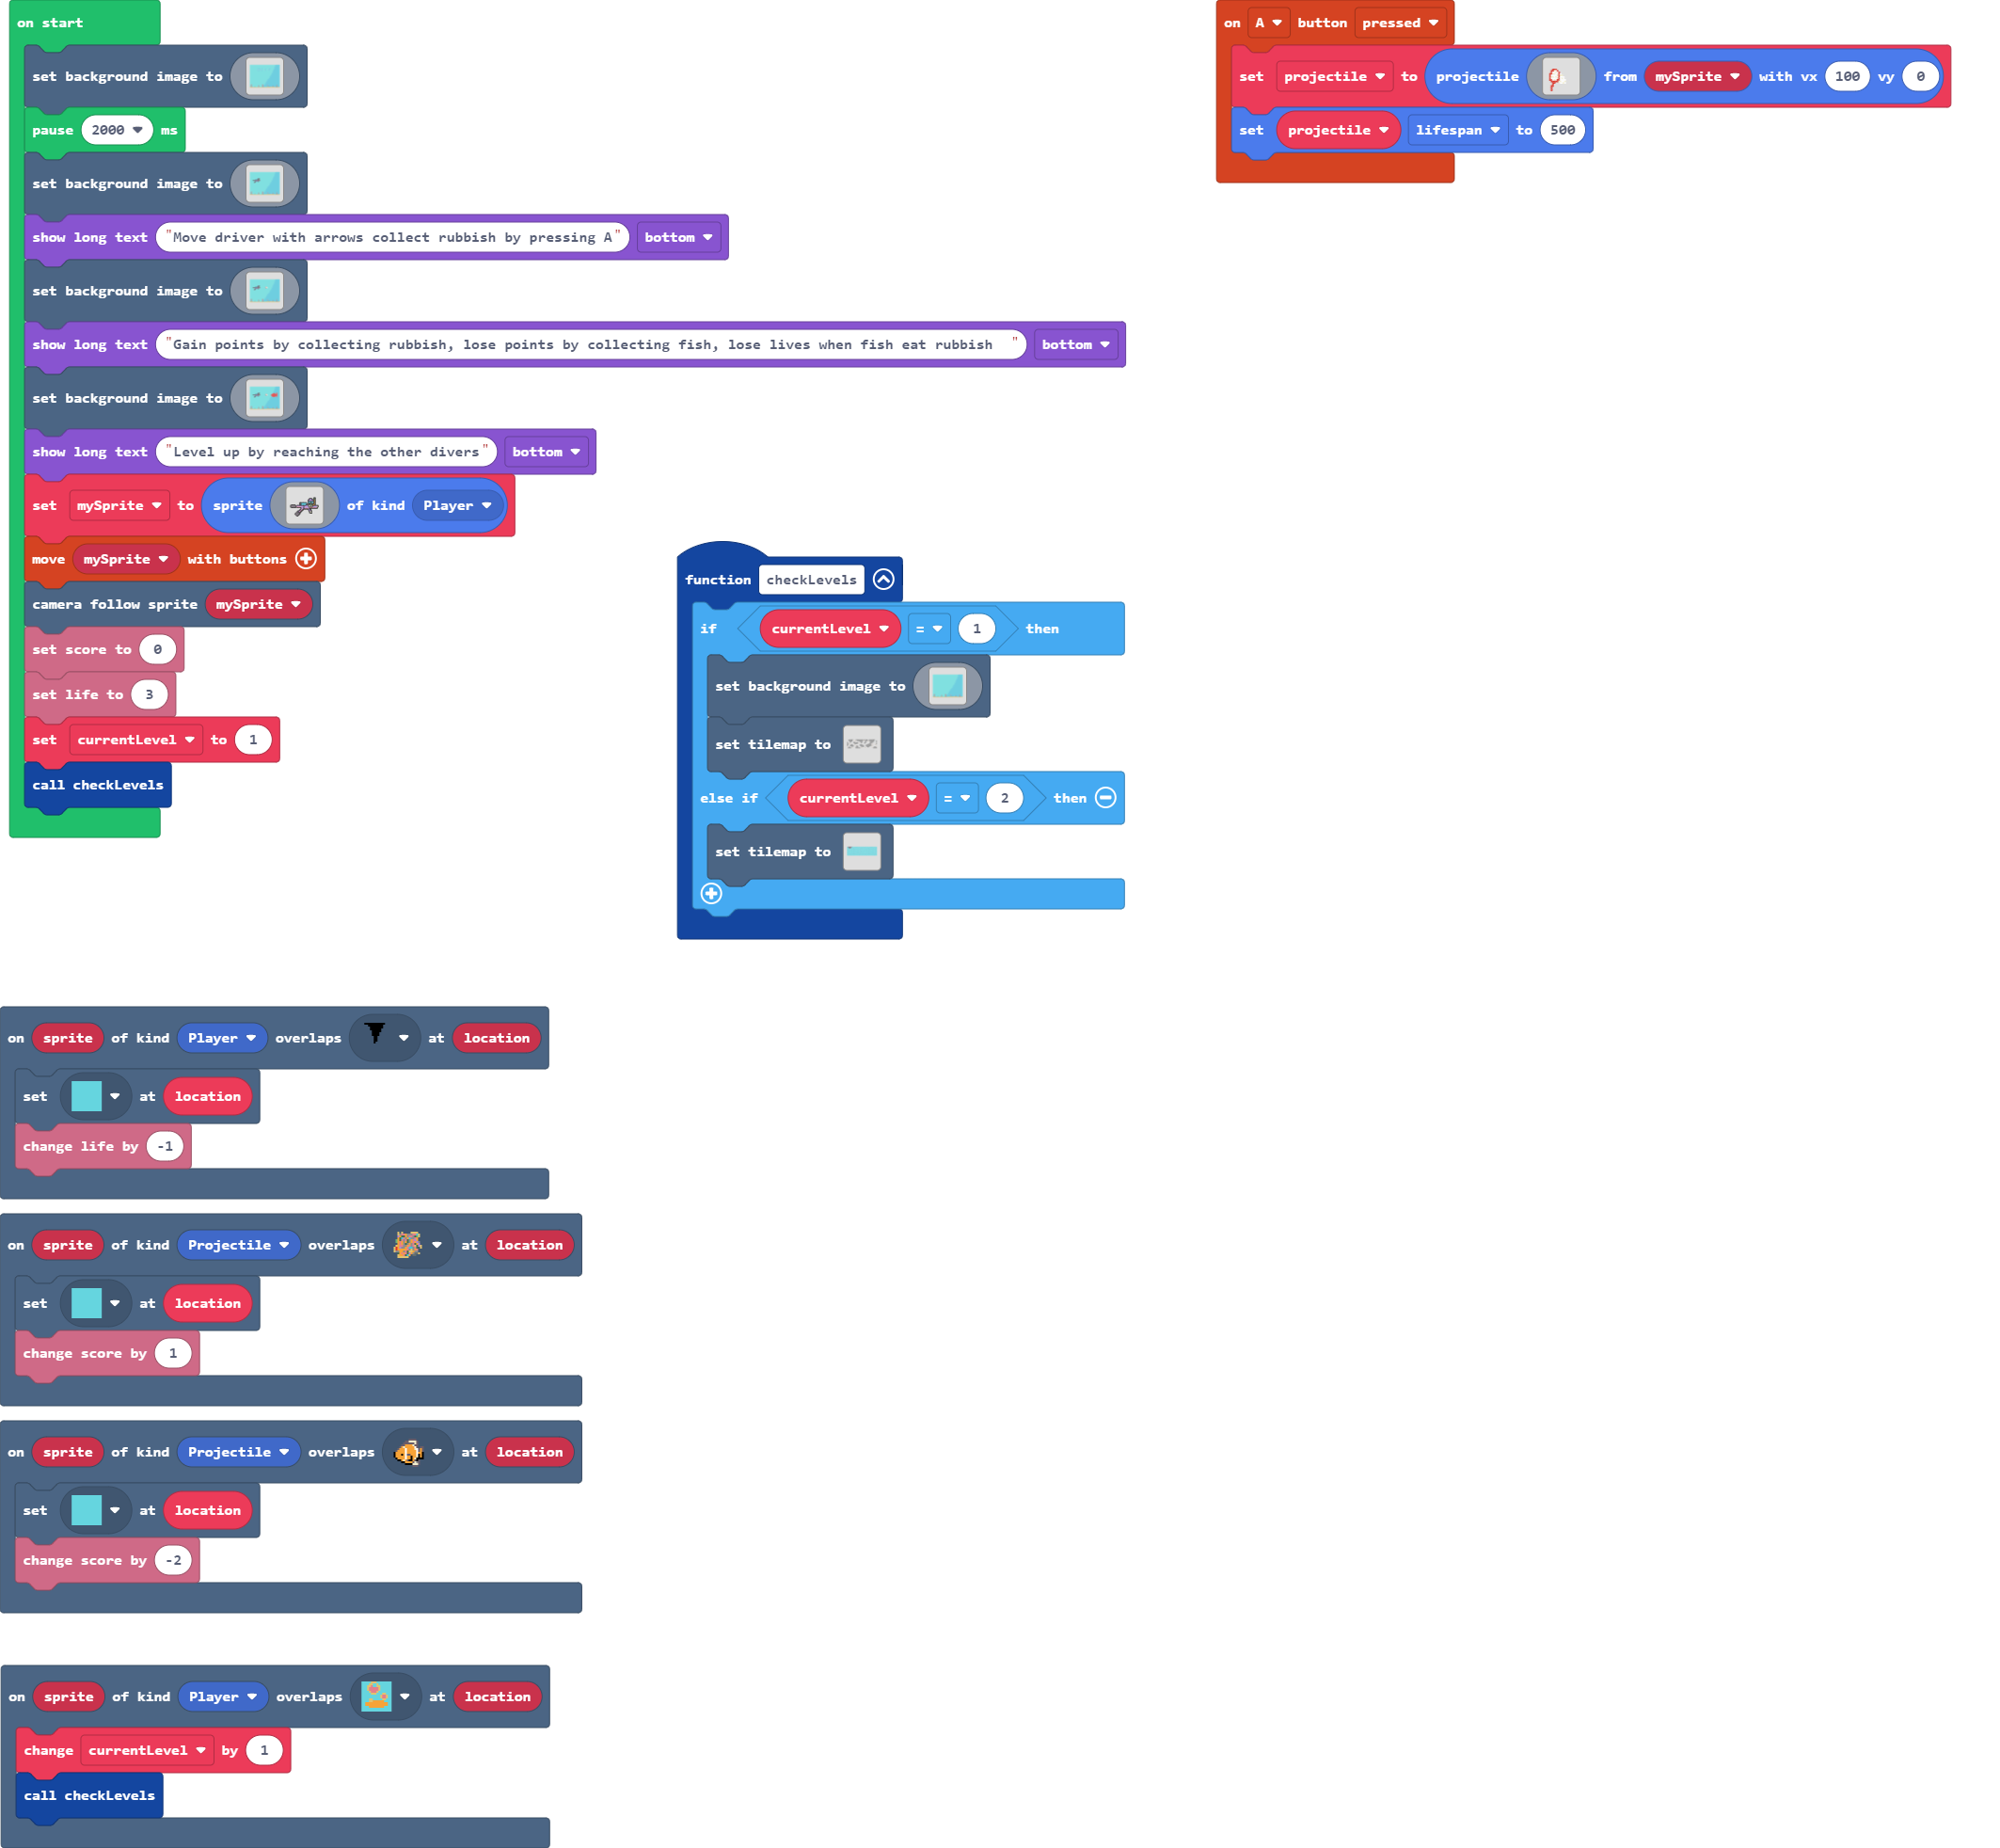 on start
set background image to
pause 2000 ms
set background image to
show long text "Move driver with arrows collect rubbish by pressing A" bottom
set background image to
show long text "Gain points by collecting rubbish, lose points by collecting fish, lose lives when fish eat rubbish " bottom
set background image to
show long text "Level up by reaching the other divers" bottom
set mySprite to sprite of kind Player
move mySprite with buttons
camera follow sprite mySprite
set score to 0
set life to 3
set currentLevel to 1
call checkLevels
on A button pressed
set projectile to projectile from mySprite with vx 100 vy 0
set projectile lifespan to 500
function checkLevels
if currentLevel = 1 then
set background image to
set tilemap to
else if currentLevel = 2 then
set tilemap to
on sprite of kind Player overlaps at location
set at location
change life by -1
on sprite of kind Projectile overlaps at location
set at location
change score by 1
on sprite of kind Projectile overlaps at location
set at location
change score by -2
on sprite of kind Player overlaps at location
change currentLevel by 1
call checkLevels